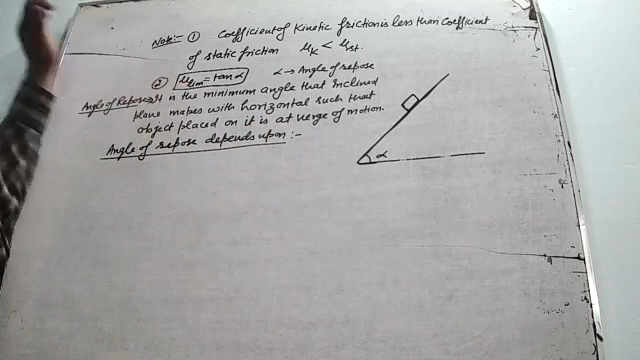 Note:- ① Coefficient of Kinetic friction is less than Coefficient
of static friction μk < μst.
② μlim = tan α α → Angle of repose
Angle of Repose:- It is the minimum angle that inclined
plane makes with horizontal such that
object placed on it is at verge of motion.
Angle of repose depends upon :-
α